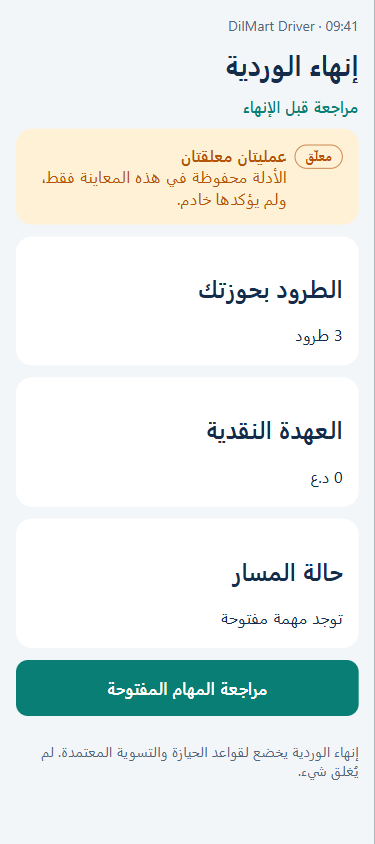 DilMart Driver · 09:41
إنهاء الوردية
مراجعة قبل الإنهاء
معلّق
عمليتان معلقتان
الأدلة محفوظة في هذه المعاينة فقط،
ولم يؤكدها خادم.
الطرود بحوزتك
3 طرود
العهدة النقدية
0 د.ع
حالة المسار
توجد مهمة مفتوحة
مراجعة المهام المفتوحة
إنهاء الوردية يخضع لقواعد الحيازة والتسوية المعتمدة. لم
يُغلق شيء.